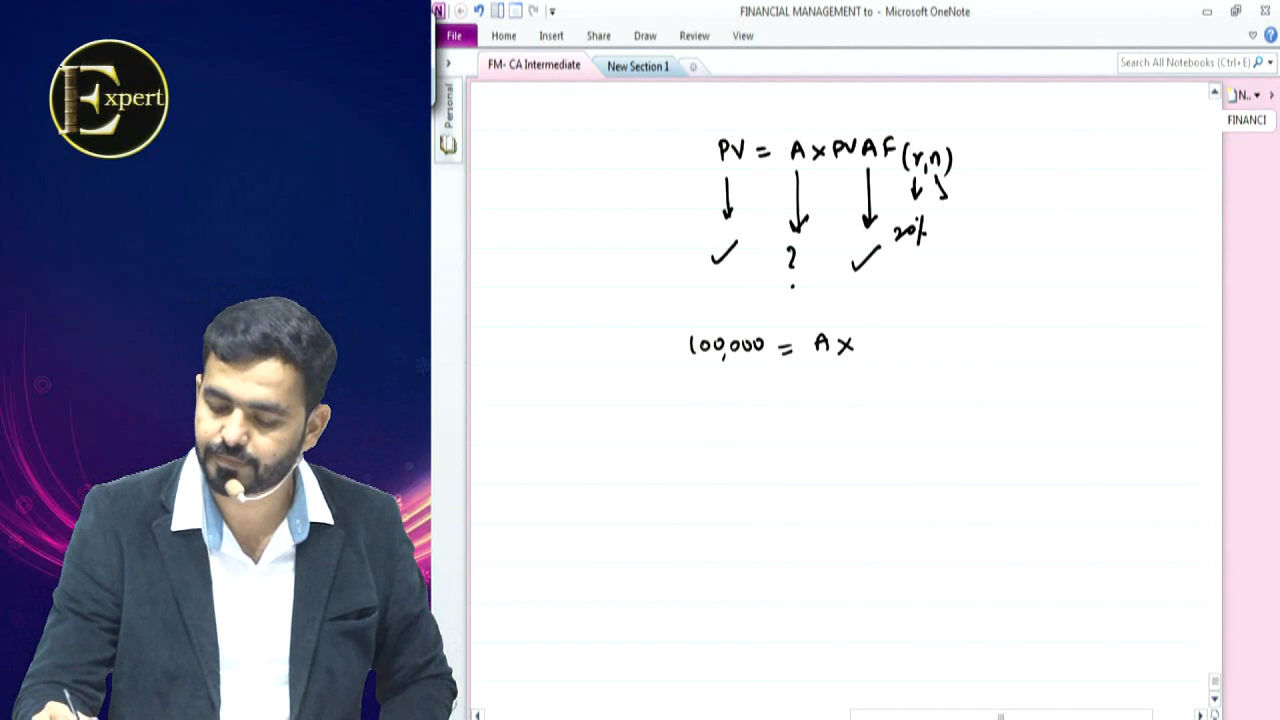 Expert
FINANCIAL MANAGEMENT to - Microsoft OneNote
File Home Insert Share Draw Review View
FM- CA Intermediate New Section 1
Search All Notebooks (Ctrl+E)
N..
Personal
FINANCI
PV = A x PVAF (r,n)
? 20%
100,000 = A x